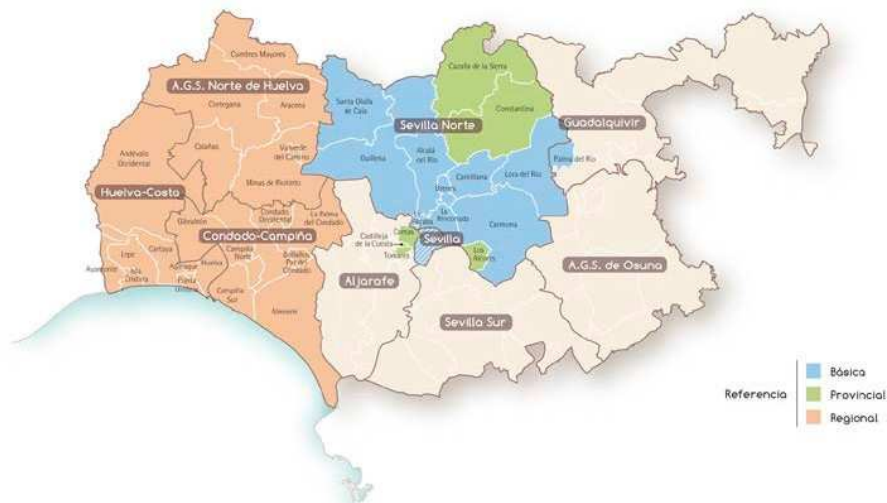 Cumbres Mayores
A.G.S. Norte de Huelva
Cortegana
Aracena
Cazalla de la Sierra
Constantina
Santa Olalla
de Cala
Sevilla Norte
Guadalquivir
Andévalo
Occidental
Calañas
Valverde
del Camino
Guillena
Alcalá
del Río
Palma del Río
Huelva-Costa
Minas de Riotinto
Cantillana
Lora del Río
Utrera
Gibraleón
Condado
Occidental
La Palma
del Condado
La
Rinconada
Condado-Campiña
Castilleja
de la Cuesta
Camas
Sevilla
Carmona
Lepe
Cartaya
Campiña
Norte
Bollullos
Par del
Condado
Tomares
Los
Alcores
A.G.S. de Osuna
Ayamonte
Isla
Cristina
Aljaraque
Huelva
Punta
Umbría
Campiña
Sur
Almonte
Aljarafe
Sevilla Sur
Referencia
Básica
Provincial
Regional